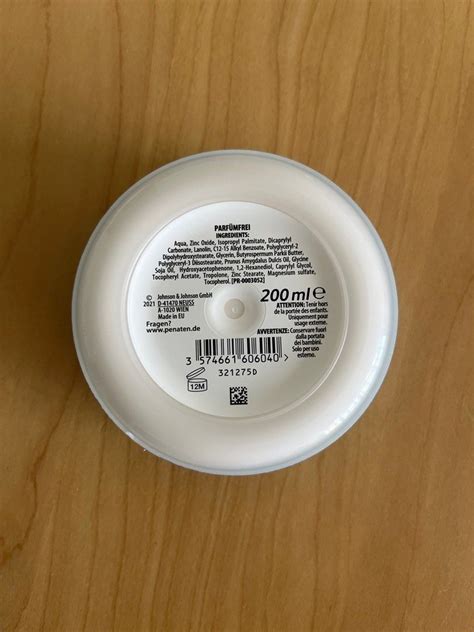 PARFÜMFREI
INGREDIENTS:
Aqua, Zinc Oxide, Isopropyl Palmitate, Dicaprylyl
Carbonate, Lanolin, C12-15 Alkyl Benzoate, Polyglyceryl-2
Dipolyhydroxystearate, Glycerin, Butyrospermum Parkii Butter,
Polyglyceryl-3 Diisostearate, Prunus Amygdalus Dulcis Oil, Glycine
Soja Oil, Hydroxyacetophenone, 1,2-Hexanediol, Caprylyl Glycol,
Tocopheryl Acetate, Tropolone, Zinc Stearate, Magnesium sulfate,
Tocopherol. [PR-0003052]
Johnson & Johnson GmbH
2021 D-41470 NEUSS
A-1020 WIEN
Made in EU
Fragen?
www.penaten.de
200 ml e
ATTENTION: Tenir hors
de la portée des enfants.
Uniquement pour
usage externe.
AVVERTENZE: Conservare fuori
dalla portata
dei bambini.
Solo per uso
esterno.
3 574661 606040
321275D
12M